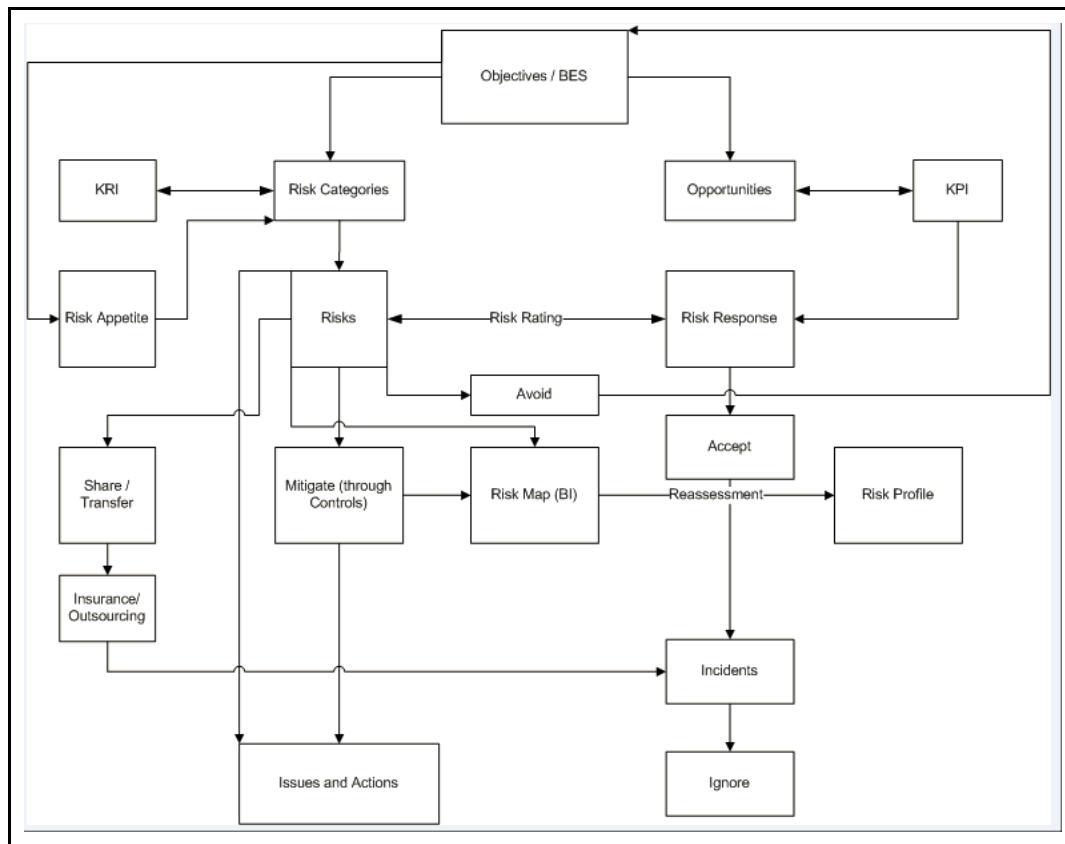 Objectives / BES
KRI
Risk Categories
Opportunities
KPI
Risk Appetite
Risks
Risk Rating
Risk Response
Avoid
Accept
Share /
Transfer
Mitigate (through
Controls)
Risk Map (BI)
Reassessment
Risk Profile
Insurance/
Outsourcing
Incidents
Issues and Actions
Ignore